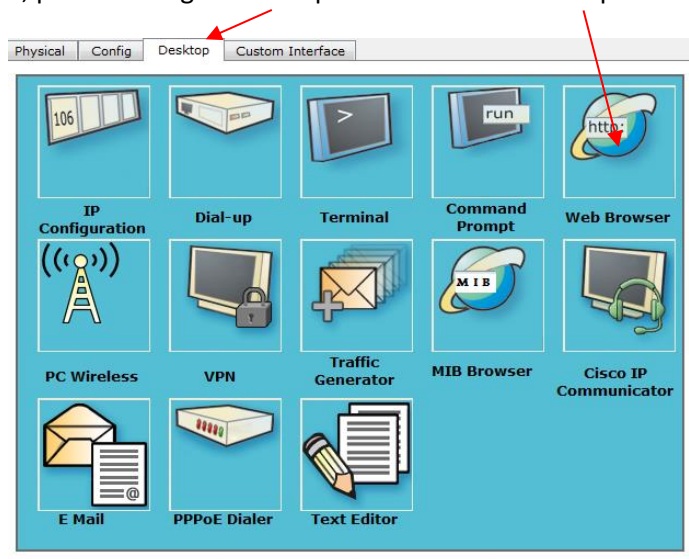 Physical Config Desktop Custom Interface
106
>
run
http:
IP
Configuration
Dial-up
Terminal
Command
Prompt
Web Browser
MIB
PC Wireless
VPN
Traffic
Generator
MIB Browser
Cisco IP
Communicator
@
E Mail
PPPoE Dialer
Text Editor